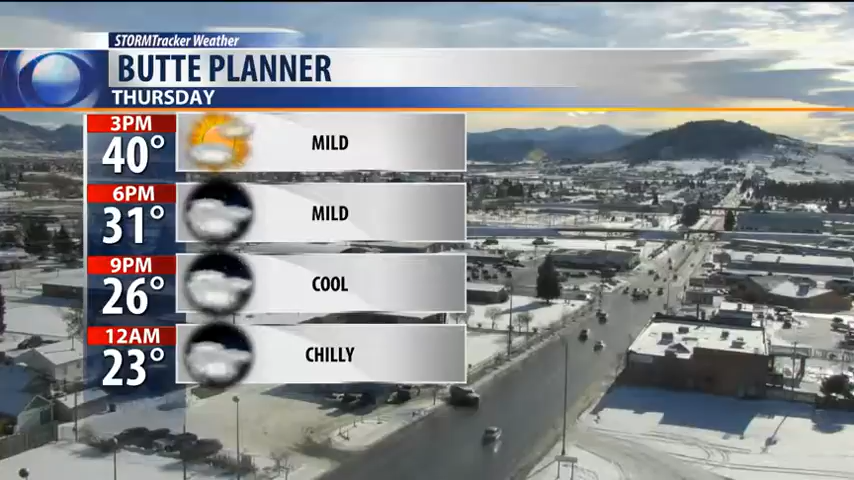 STORMTracker Weather
BUTTE PLANNER
THURSDAY
3PM
40°
MILD
6PM
31°
MILD
9PM
26°
COOL
12AM
23°
CHILLY